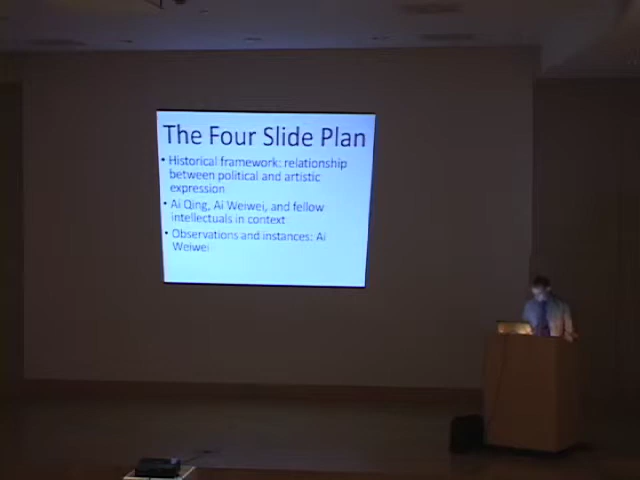 The Four Slide Plan
• Historical framework: relationship
between political and artistic
expression
• Ai Qing, Ai Weiwei, and fellow
intellectuals in context
• Observations and instances: Ai
Weiwei